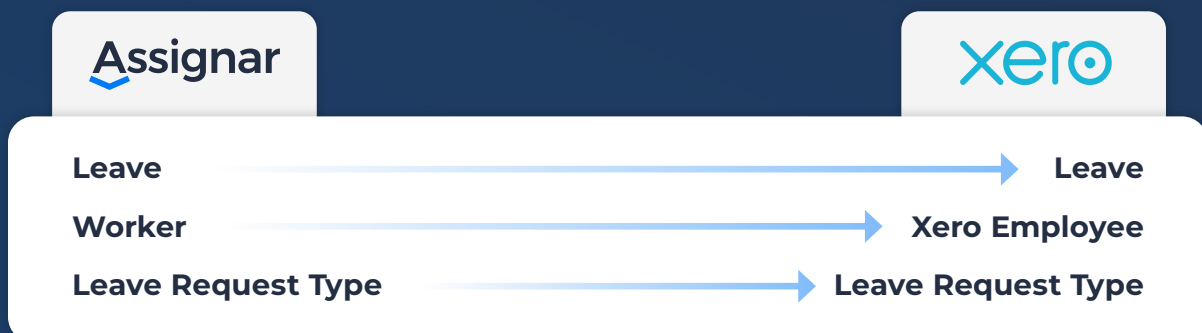 Assignar
xero
Leave Leave
Worker Xero Employee
Leave Request Type Leave Request Type